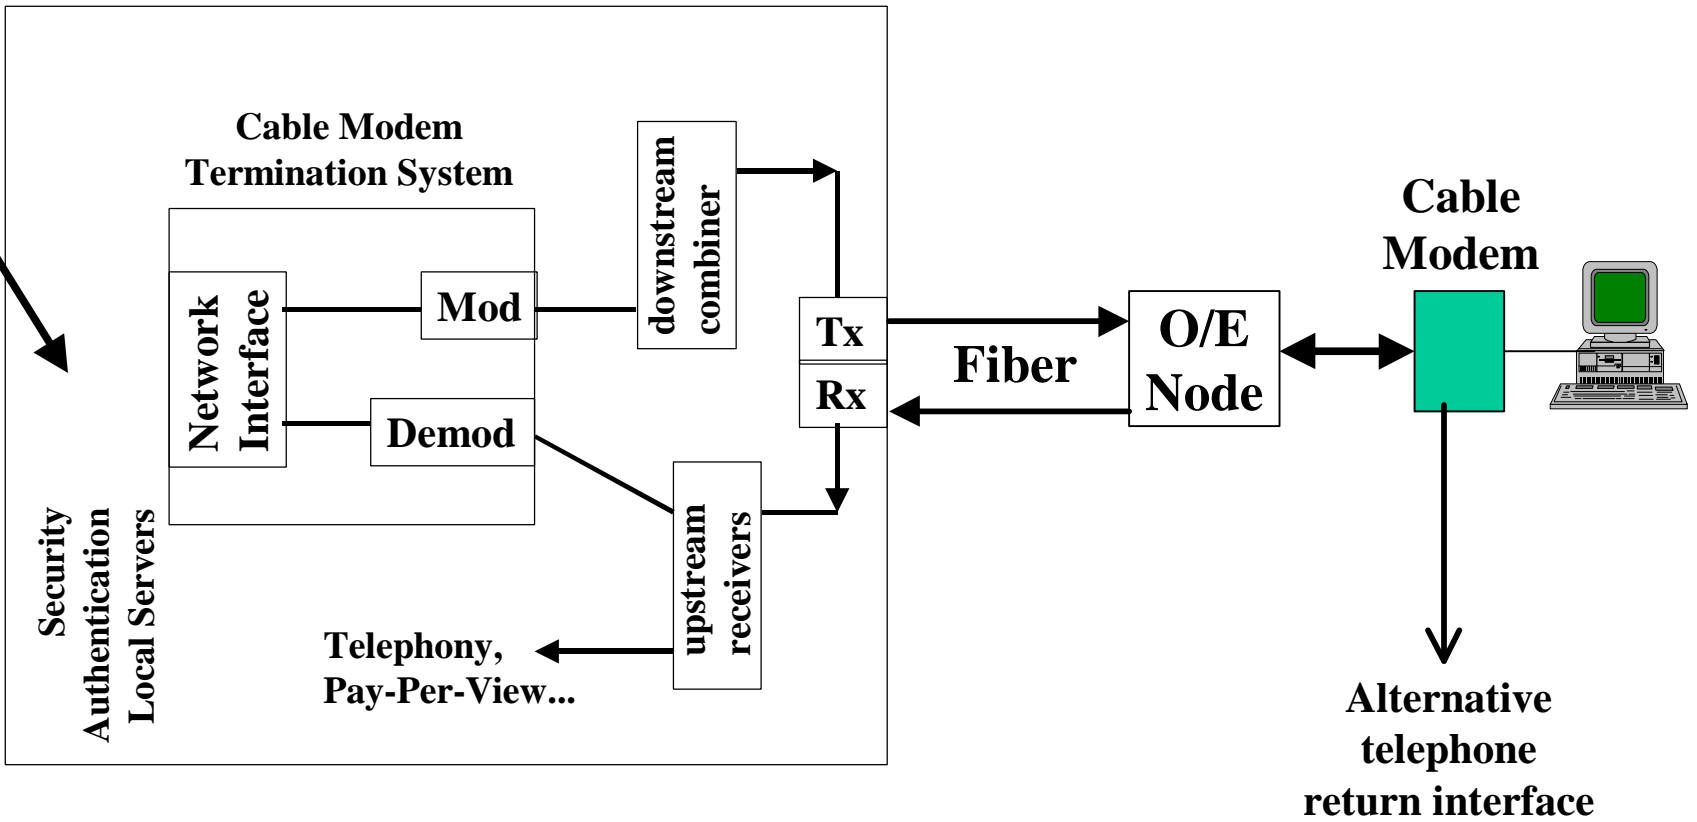 Cable Modem
Termination System
Network
Interface
Mod
Demod
downstream
combiner
Tx
Rx
upstream
receivers
Telephony,
Pay-Per-View...
Security
Authentication
Local Servers
Fiber
O/E
Node
Cable
Modem
Alternative
telephone
return interface